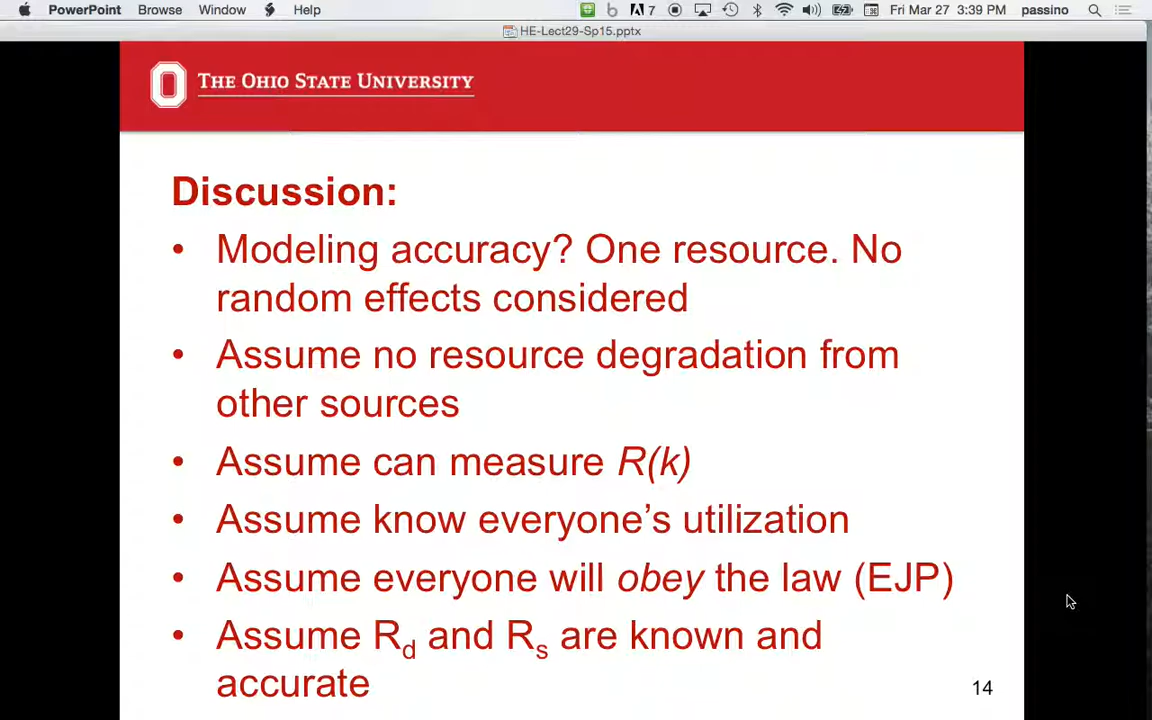 PowerPoint Browse Window Help 7 Fri Mar 27 3:39 PM passino
HE-Lect29-Sp15.pptx
THE OHIO STATE UNIVERSITY
Discussion:
• Modeling accuracy? One resource. No
random effects considered
• Assume no resource degradation from
other sources
• Assume can measure R(k)
• Assume know everyone’s utilization
• Assume everyone will obey the law (EJP)
• Assume Rd and Rs are known and
accurate
14